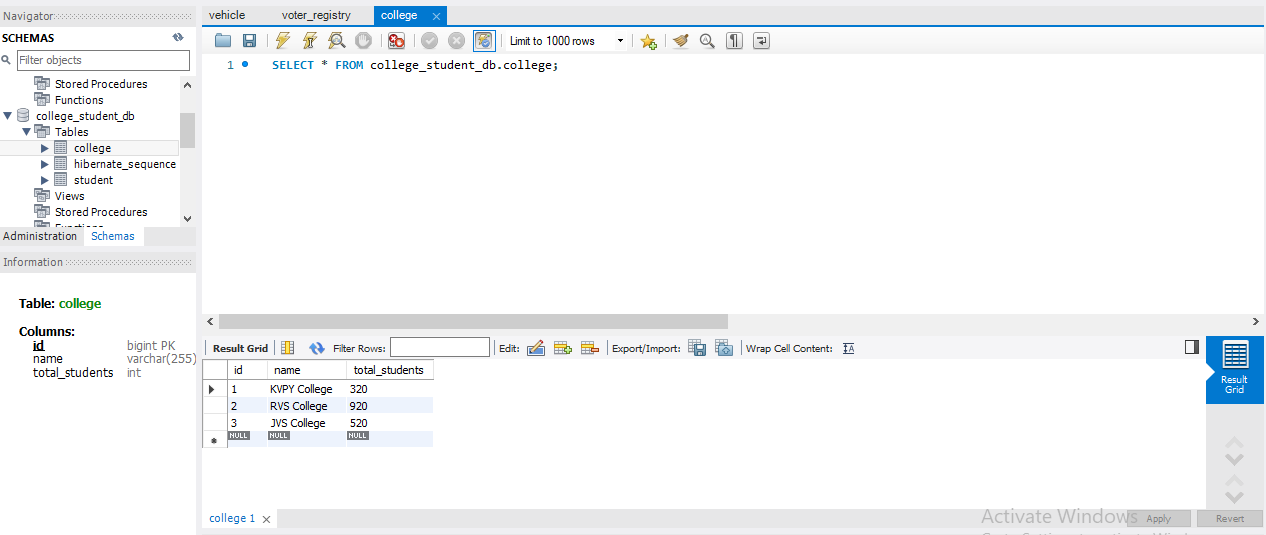 Navigator
SCHEMAS
Filter objects
Stored Procedures
Functions
college_student_db
Tables
college
hibernate_sequence
student
Views
Stored Procedures
Functions
Administration Schemas
Information
Table: college
Columns:
id bigint PK
name varchar(255)
total_students int
vehicle voter_registry college
Limit to 1000 rows
1 SELECT * FROM college_student_db.college;
Result Grid Filter Rows: Edit: Export/Import: Wrap Cell Content:
id name total_students
1 KVPY College 320
2 RVS College 920
3 JVS College 520
NULL NULL NULL
Result
Grid
college 1
Activate Windows
Apply Revert